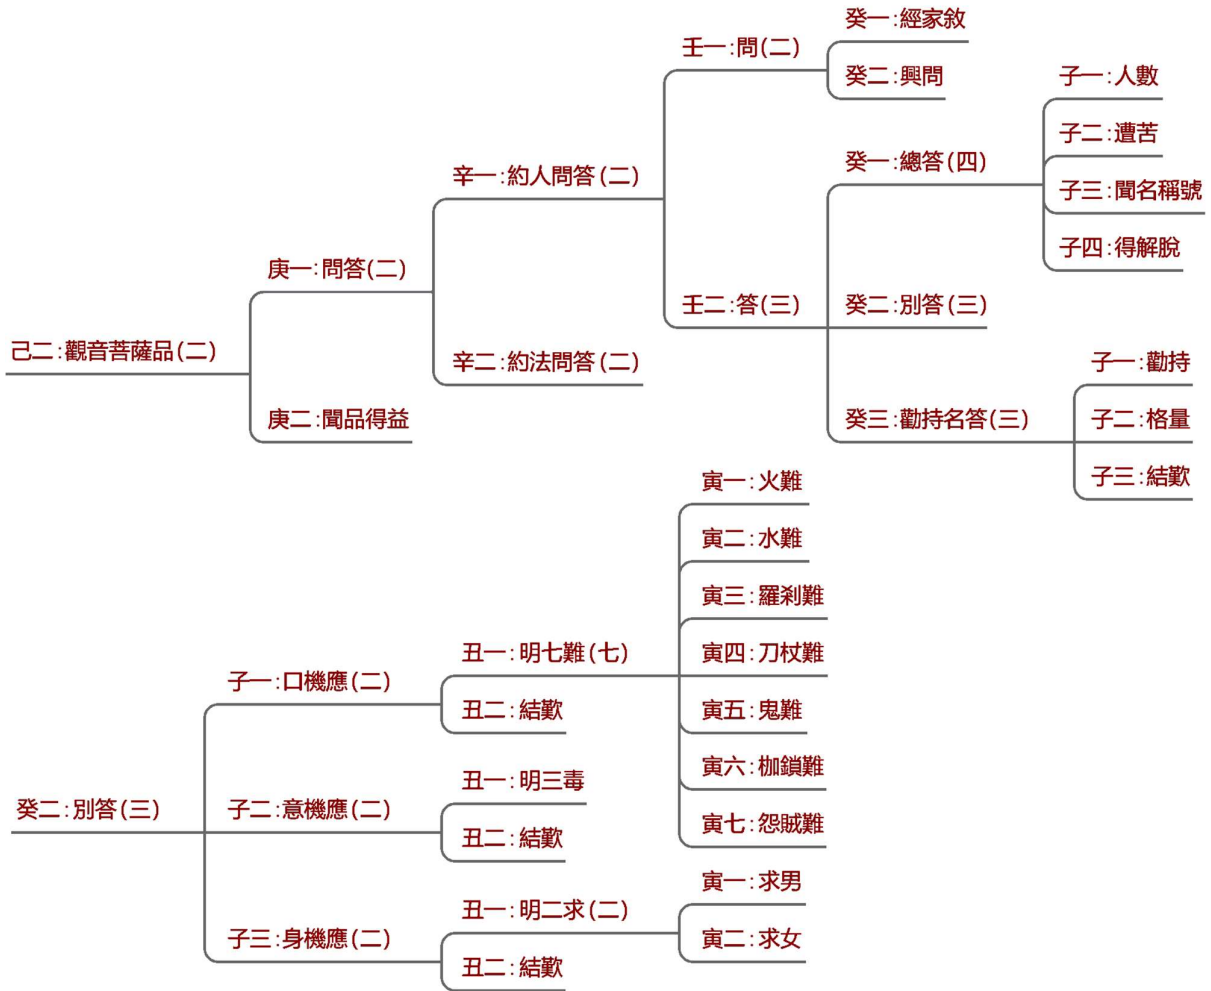 己二：觀音菩薩品(二)
庚一：問答(二)
辛一：約人問答(二)
壬一：問(二)
癸一：經家敘
癸二：興問
壬二：答(三)
癸一：總答(四)
子一：人數
子二：遭苦
子三：聞名稱號
子四：得解脫
癸二：別答(三)
癸三：勸持名答(三)
子一：勸持
子二：格量
子三：結歎
辛二：約法問答(二)
庚二：聞品得益
癸二：別答(三)
子一：口機應(二)
丑一：明七難(七)
寅一：火難
寅二：水難
寅三：羅剎難
寅四：刀杖難
寅五：鬼難
寅六：枷鎖難
寅七：怨賊難
丑二：結歎
子二：意機應(二)
丑一：明三毒
丑二：結歎
子三：身機應(二)
丑一：明二求(二)
寅一：求男
寅二：求女
丑二：結歎